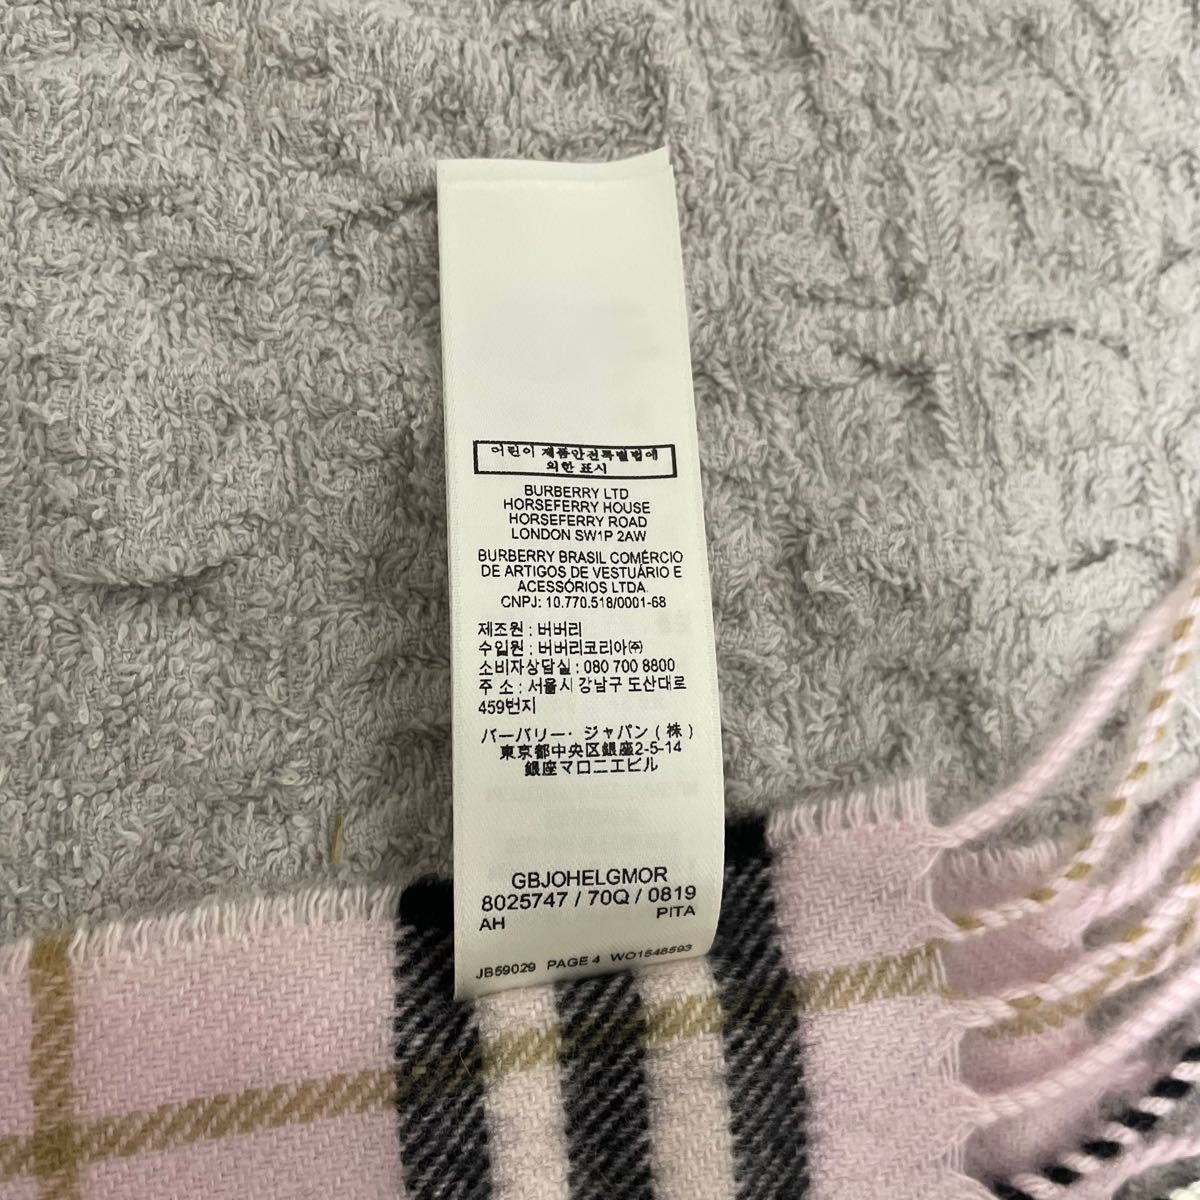 어린이 제품안전특별법에
의한 표시
BURBERRY LTD
HORSEFERRY HOUSE
HORSEFERRY ROAD
LONDON SW1P 2AW
BURBERRY BRASIL COMÉRCIO
DE ARTIGOS DE VESTUÁRIO E
ACESSÓRIOS LTDA.
CNPJ: 10.770.518/0001-68
제조원 : 버버리
수입원 : 버버리코리아㈜
소비자상담실 : 080 700 8800
주 소 : 서울시 강남구 도산대로
459번지
バーバリー・ジャパン ( 株 )
東京都中央区銀座2-5-14
銀座マロニエビル
GBJOHELGMOR
8025747 / 70Q / 0819
AH PITA
JB59029 PAGE 4 WO1548593